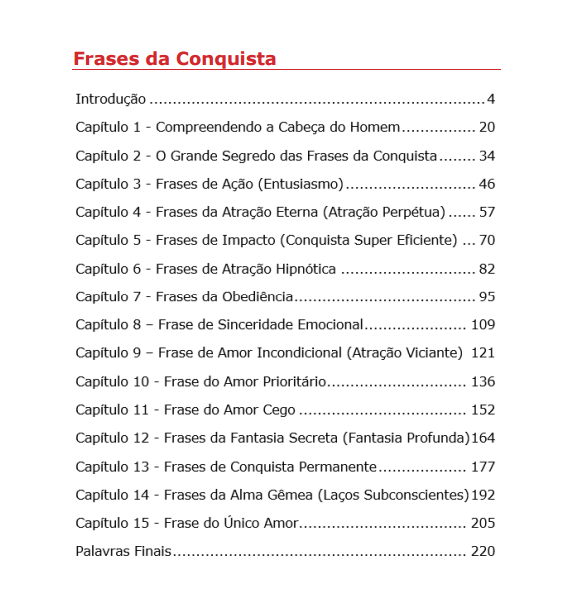 Frases da Conquista
Introdução ........................................................................4
Capítulo 1 - Compreendendo a Cabeça do Homem................ 20
Capítulo 2 - O Grande Segredo das Frases da Conquista........ 34
Capítulo 3 - Frases de Ação (Entusiasmo)............................ 46
Capítulo 4 - Frases da Atração Eterna (Atração Perpétua) ...... 57
Capítulo 5 - Frases de Impacto (Conquista Super Eficiente) ... 70
Capítulo 6 - Frases de Atração Hipnótica ............................. 82
Capítulo 7 - Frases da Obediência....................................... 95
Capítulo 8 – Frase de Sinceridade Emocional...................... 109
Capítulo 9 – Frase de Amor Incondicional (Atração Viciante) 121
Capítulo 10 - Frase do Amor Prioritário.............................. 136
Capítulo 11 - Frase do Amor Cego .................................... 152
Capítulo 12 - Frases da Fantasia Secreta (Fantasia Profunda)164
Capítulo 13 - Frases de Conquista Permanente................... 177
Capítulo 14 - Frases da Alma Gêmea (Laços Subconscientes)192
Capítulo 15 - Frase do Único Amor.................................... 205
Palavras Finais............................................................... 220